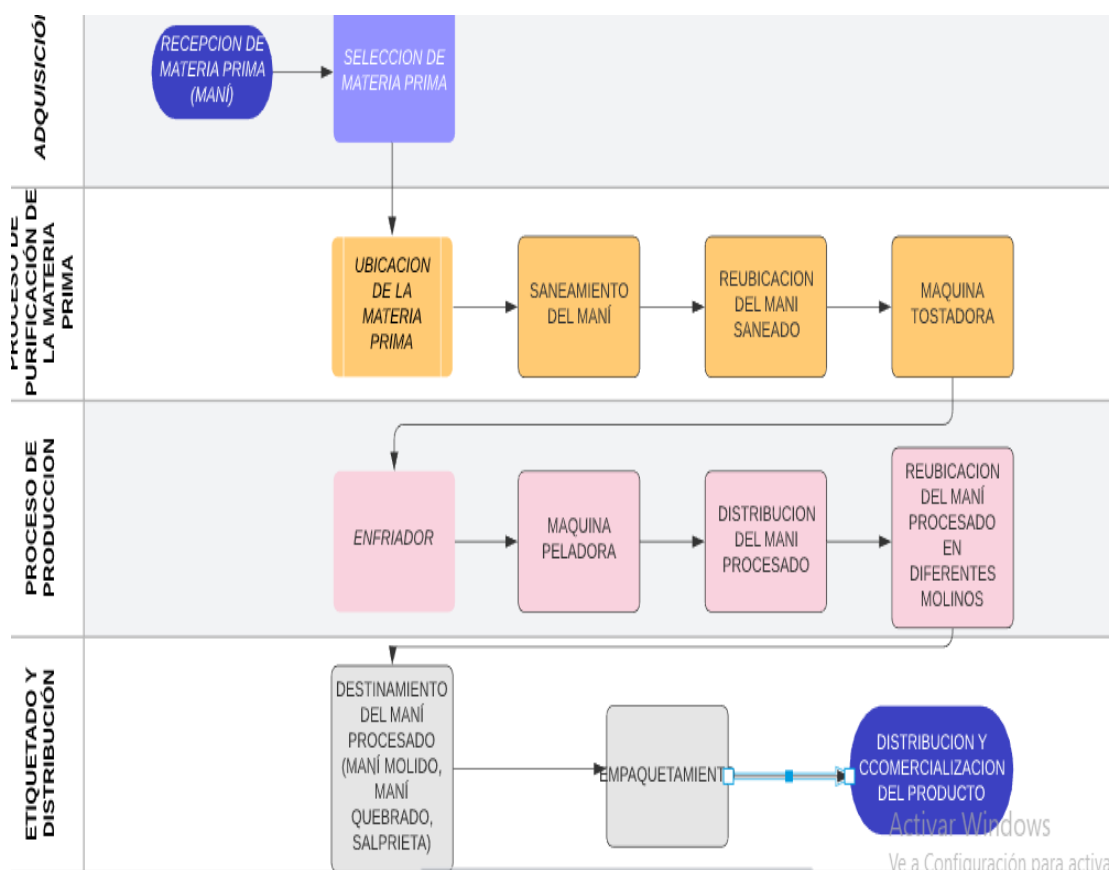 ADQUISICIÓ
RECEPCION DE
MATERIA PRIMA
(MANÍ)
SELECCION DE
MATERIA PRIMA
PROCESO DE
PURIFICACIÓN DE
LA MATERIA
PRIMA
UBICACION
DE LA
MATERIA
PRIMA
SANEAMIENTO
DEL MANÍ
REUBICACION
DEL MANI
SANEADO
MAQUINA
TOSTADORA
PROCESO DE
PRODUCCION
ENFRIADOR
MAQUINA
PELADORA
DISTRIBUCION
DEL MANI
PROCESADO
REUBICACION
DEL MANÍ
PROCESADO
EN
DIFERENTES
MOLINOS
ETIQUETADO Y
DISTRIBUCIÓN
DESTINAMIENTO
DEL MANÍ
PROCESADO
(MANÍ MOLIDO,
MANÍ
QUEBRADO,
SALPRIETA)
EMPAQUETAMIENT
DISTRIBUCION Y
CCOMERCIALIZACION
DEL PRODUCTO
Activar Windows
Ve a Configuración para activa